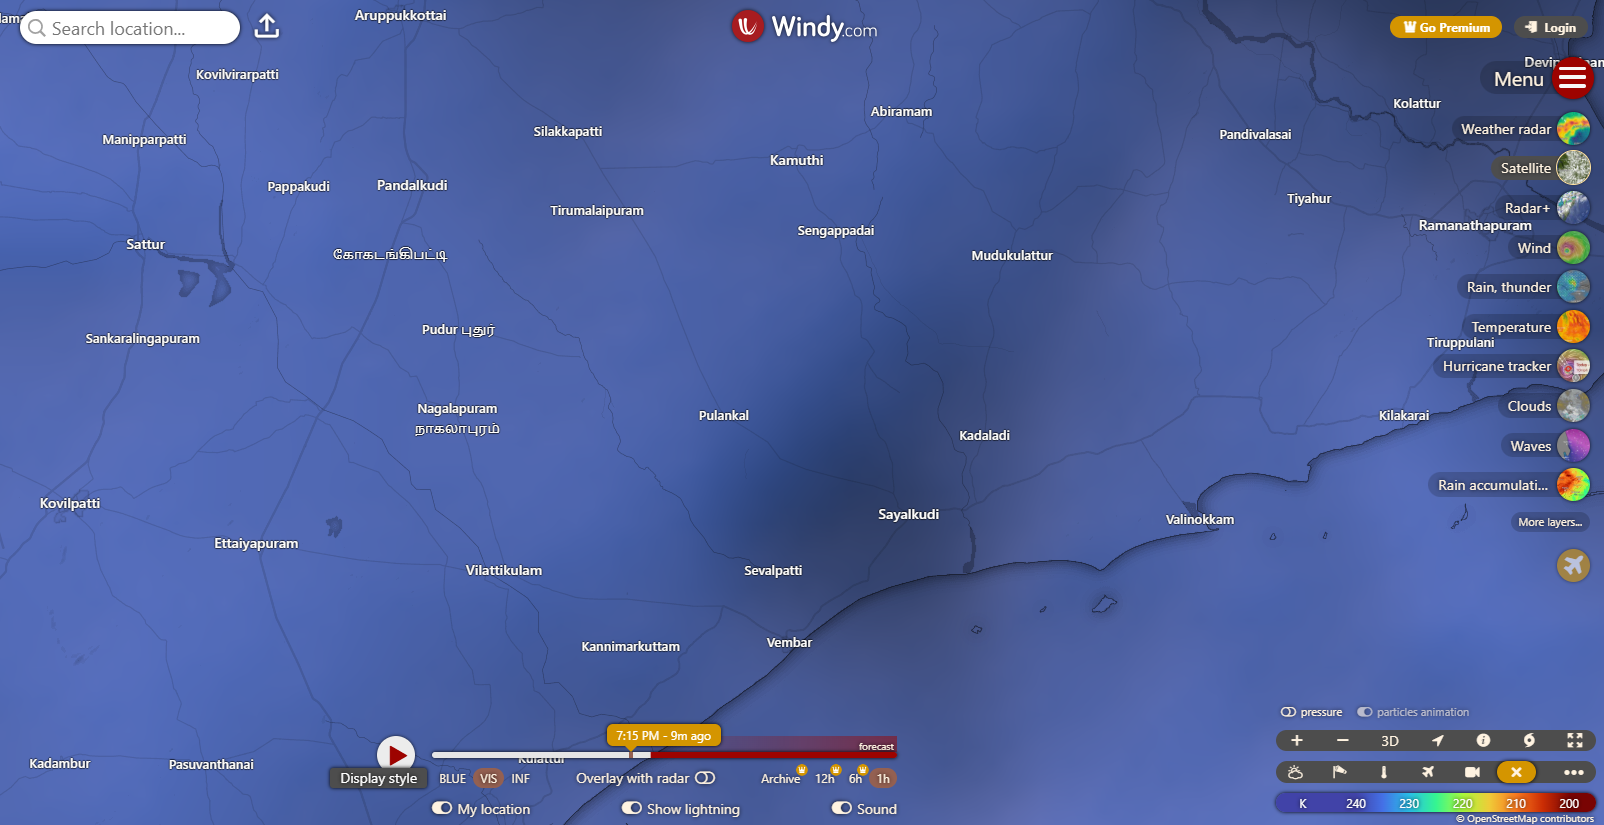 Aruppukkottai
Search location...
Windy.com
Go Premium
Login
Kovilvirarpatti
Menu
Kolattur
Abiramam
Silakkapatti
Manipparpatti
Pandivalasai
Weather radar
Kamuthi
Satellite
Pappakudi
Pandalkudi
Tirumalaipuram
Tiyahur
Radar+
Ramanathapuram
Sengappadai
Sattur
Wind
கோகடங்கிபட்டி
Mudukulattur
Rain, thunder
Pudur புதுர்
Temperature
Sankaralingapuram
Tiruppulani
Hurricane tracker
Nagalapuram
நாகலாபுரம்
Pulankal
Kilakarai
Clouds
Kadaladi
Waves
Rain accumulati...
Kovilpatti
Sayalkudi
Valinokkam
More layers...
Ettaiyapuram
Vilattikulam
Sevalpatti
Kannimarkuttam
Vembar
pressure
particles animation
7:15 PM - 9m ago
forecast
3D
Kadambur
Pasuvanthanai
Kulattur
Display style
BLUE
VIS
INF
Overlay with radar
Archive
12h
6h
1h
My location
Show lightning
Sound
K 240 230 220 210 200
© OpenStreetMap contributors